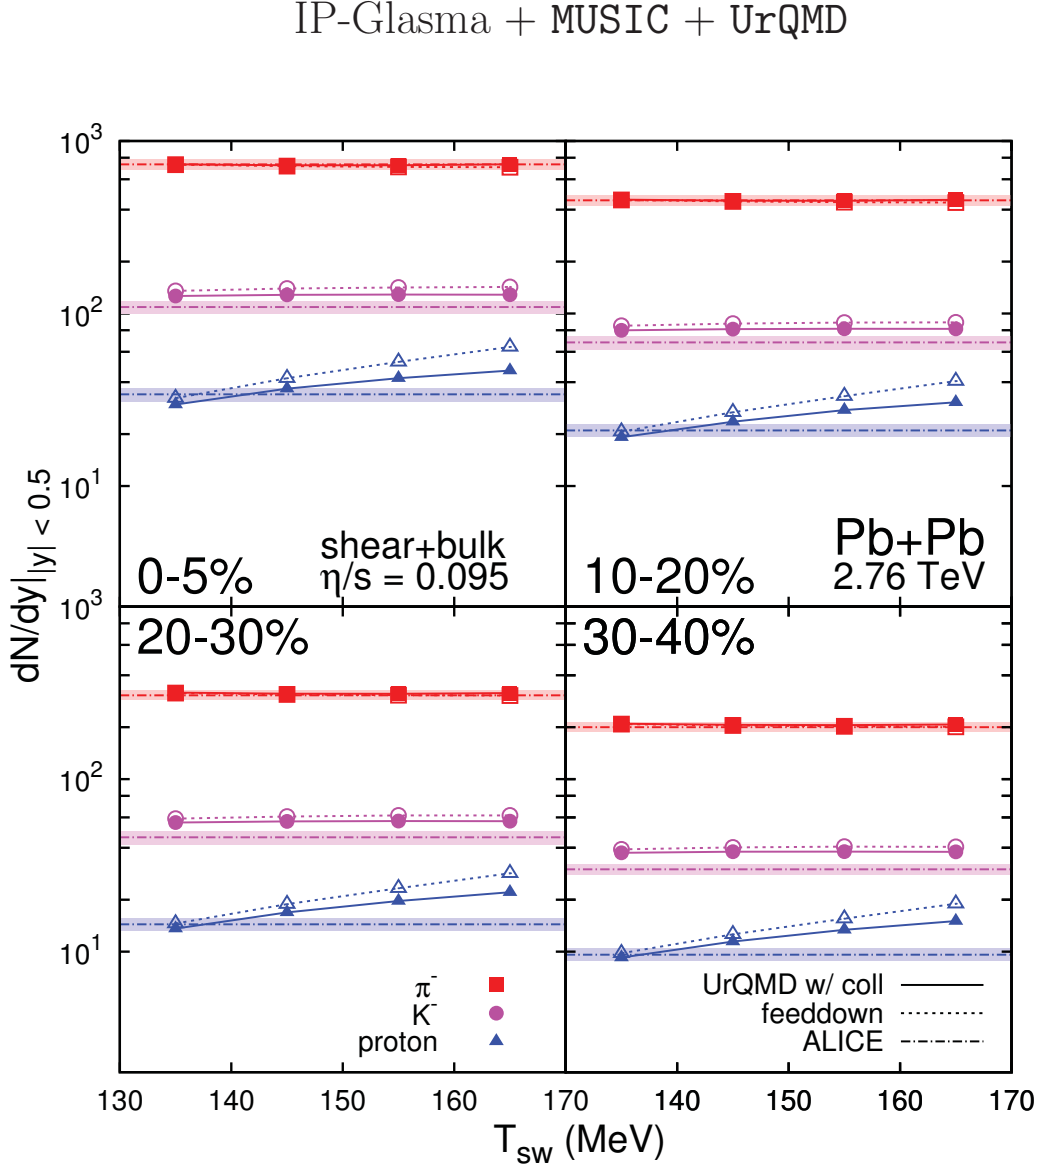 IP-Glasma + MUSIC + UrQMD
dN/dy||y| < 0.5
10³
10²
10¹
0-5%
shear+bulk
η/s = 0.095
10-20%
Pb+Pb
2.76 TeV
10³
10²
10¹
20-30%
30-40%
π⁻
K⁻
proton
UrQMD w/ coll
feeddown
ALICE
130 140 150 160 170 140 150 160 170
T_sw (MeV)